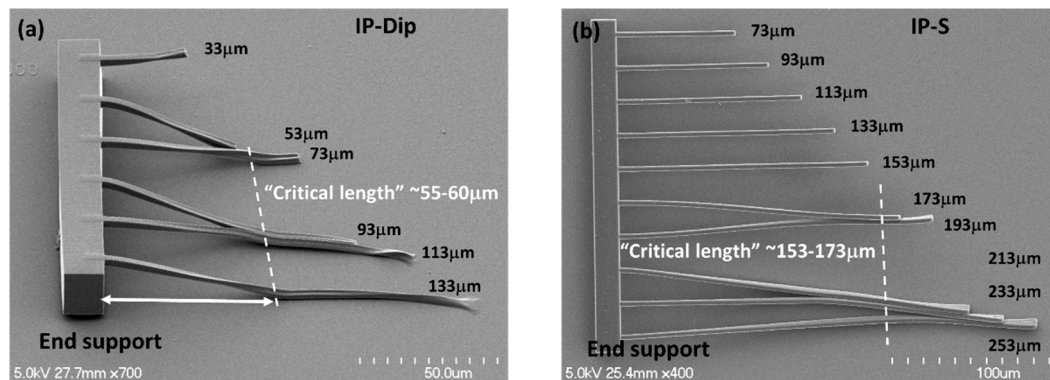 (a)
IP-Dip
33μm
53μm
73μm
"Critical length" ~55-60μm
93μm
113μm
133μm
End support
5.0kV 27.7mm x700
50.0um
(b)
IP-S
73μm
93μm
113μm
133μm
153μm
173μm
193μm
"Critical length" ~153-173μm
213μm
233μm
253μm
End support
5.0kV 25.4mm x400
100um